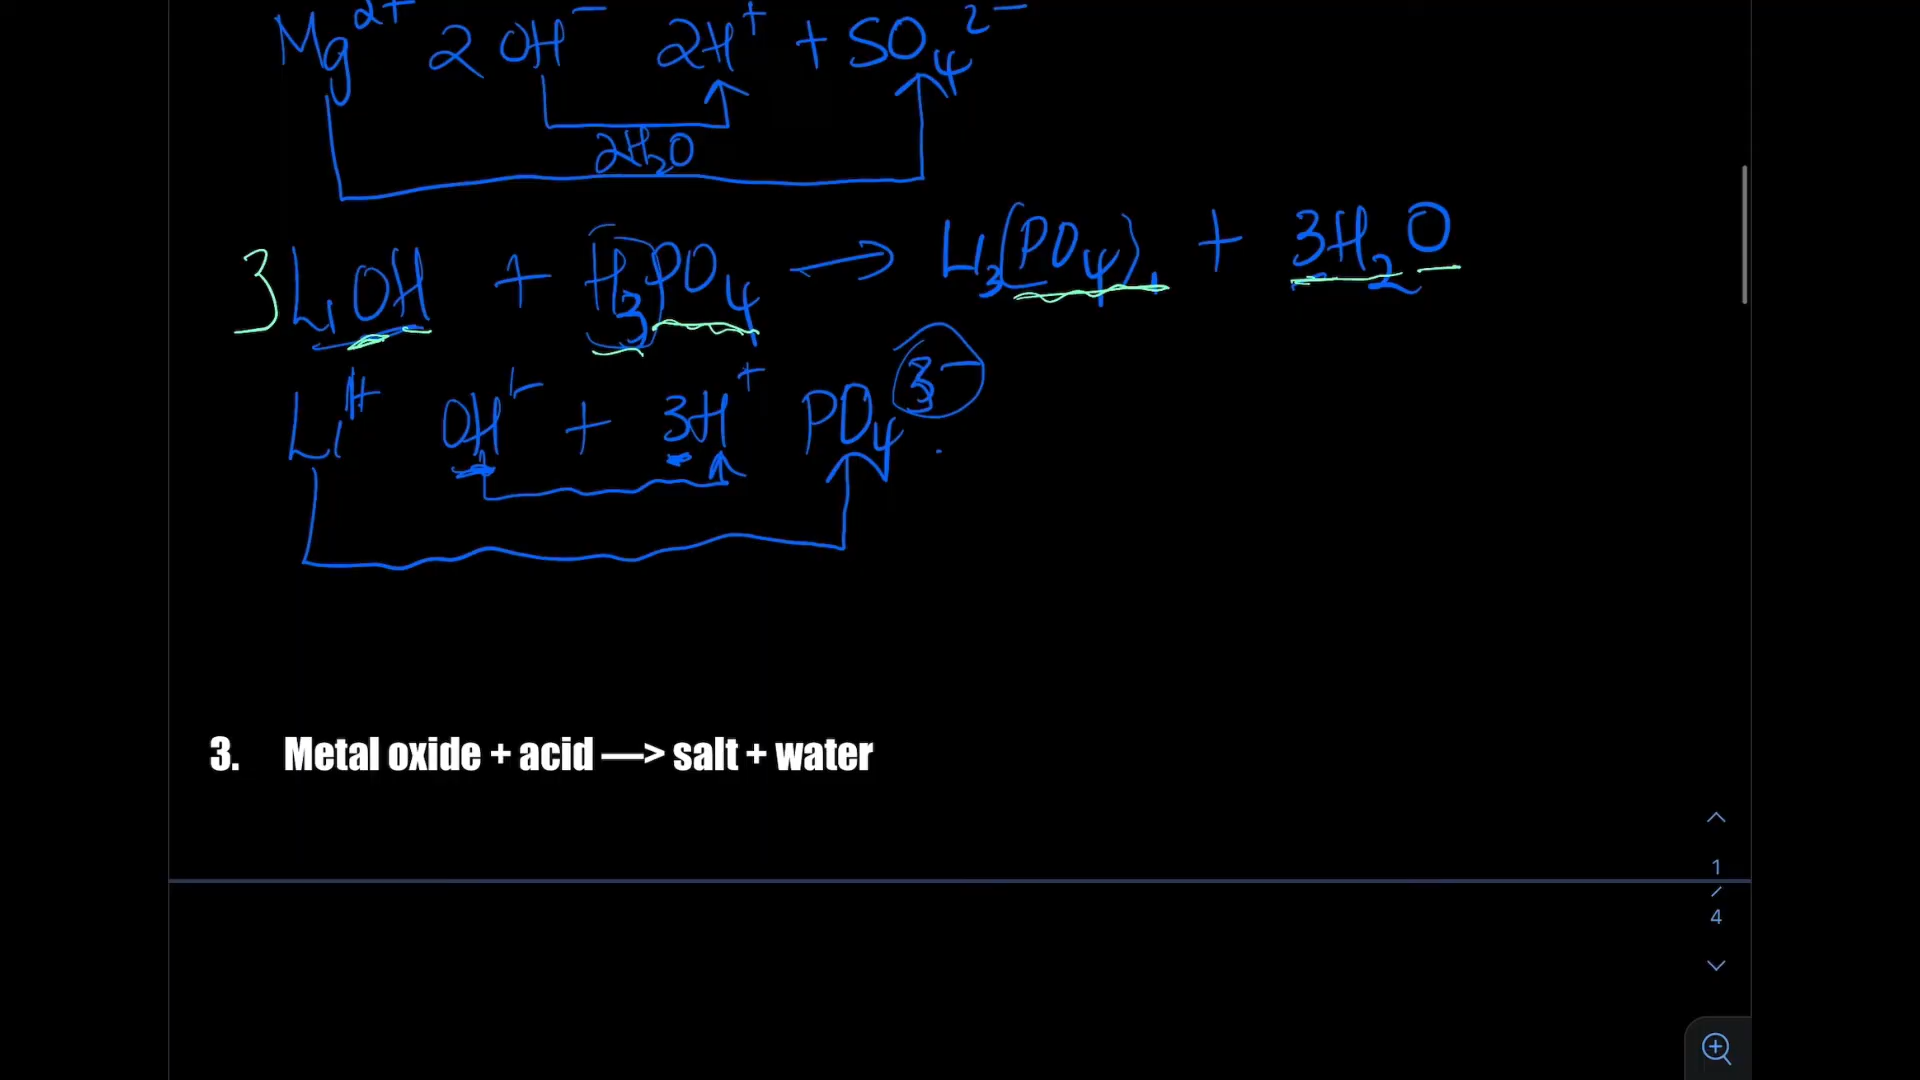 Mg²⁺ 2OH⁻ 2H⁺ + SO₄²⁻
2H₂O
3LiOH + H₃PO₄ → Li₃(PO₄)₁ + 3H₂O
Li¹⁺ OH¹⁻ + 3H⁺ PO₄³⁻
3. Metal oxide + acid —> salt + water
1
/
4